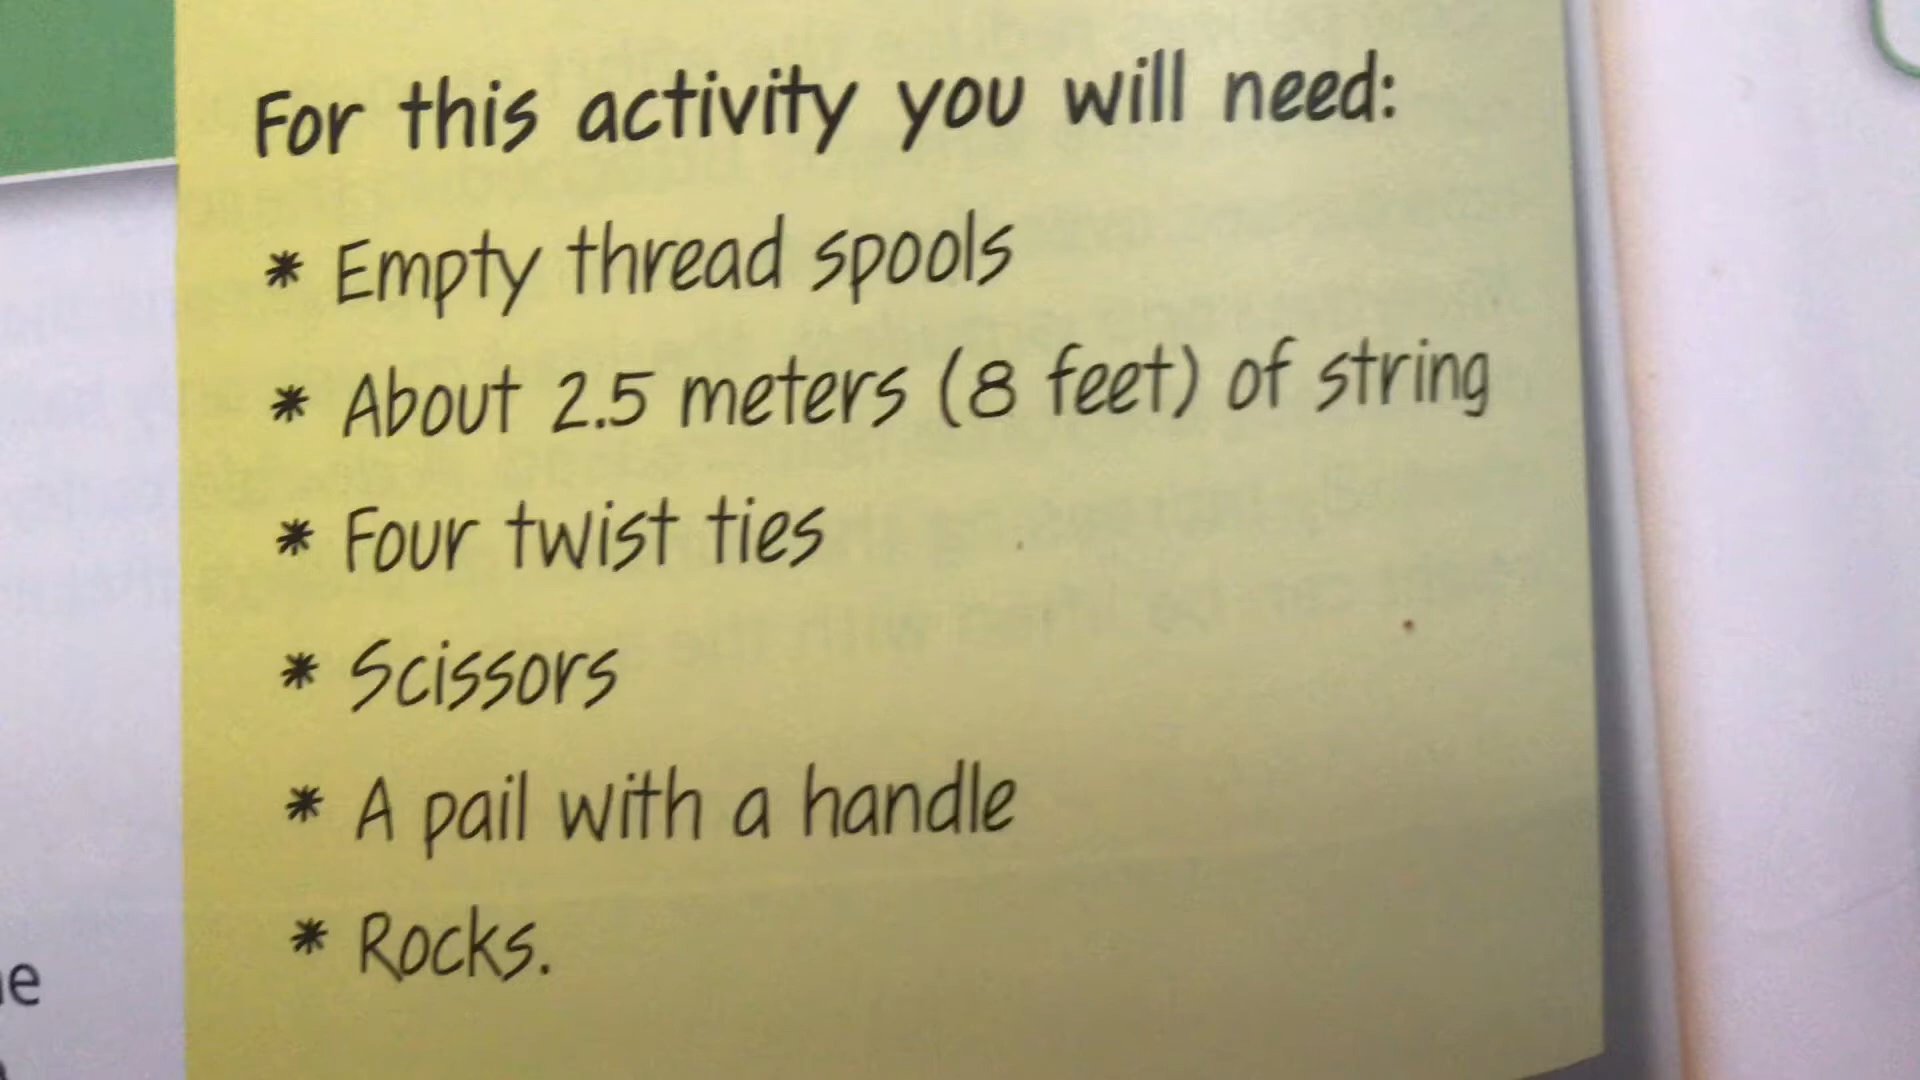 For this activity you will need:
* Empty thread spools
* About 2.5 meters (8 feet) of string
* Four twist ties
* Scissors
* A pail with a handle
* Rocks.